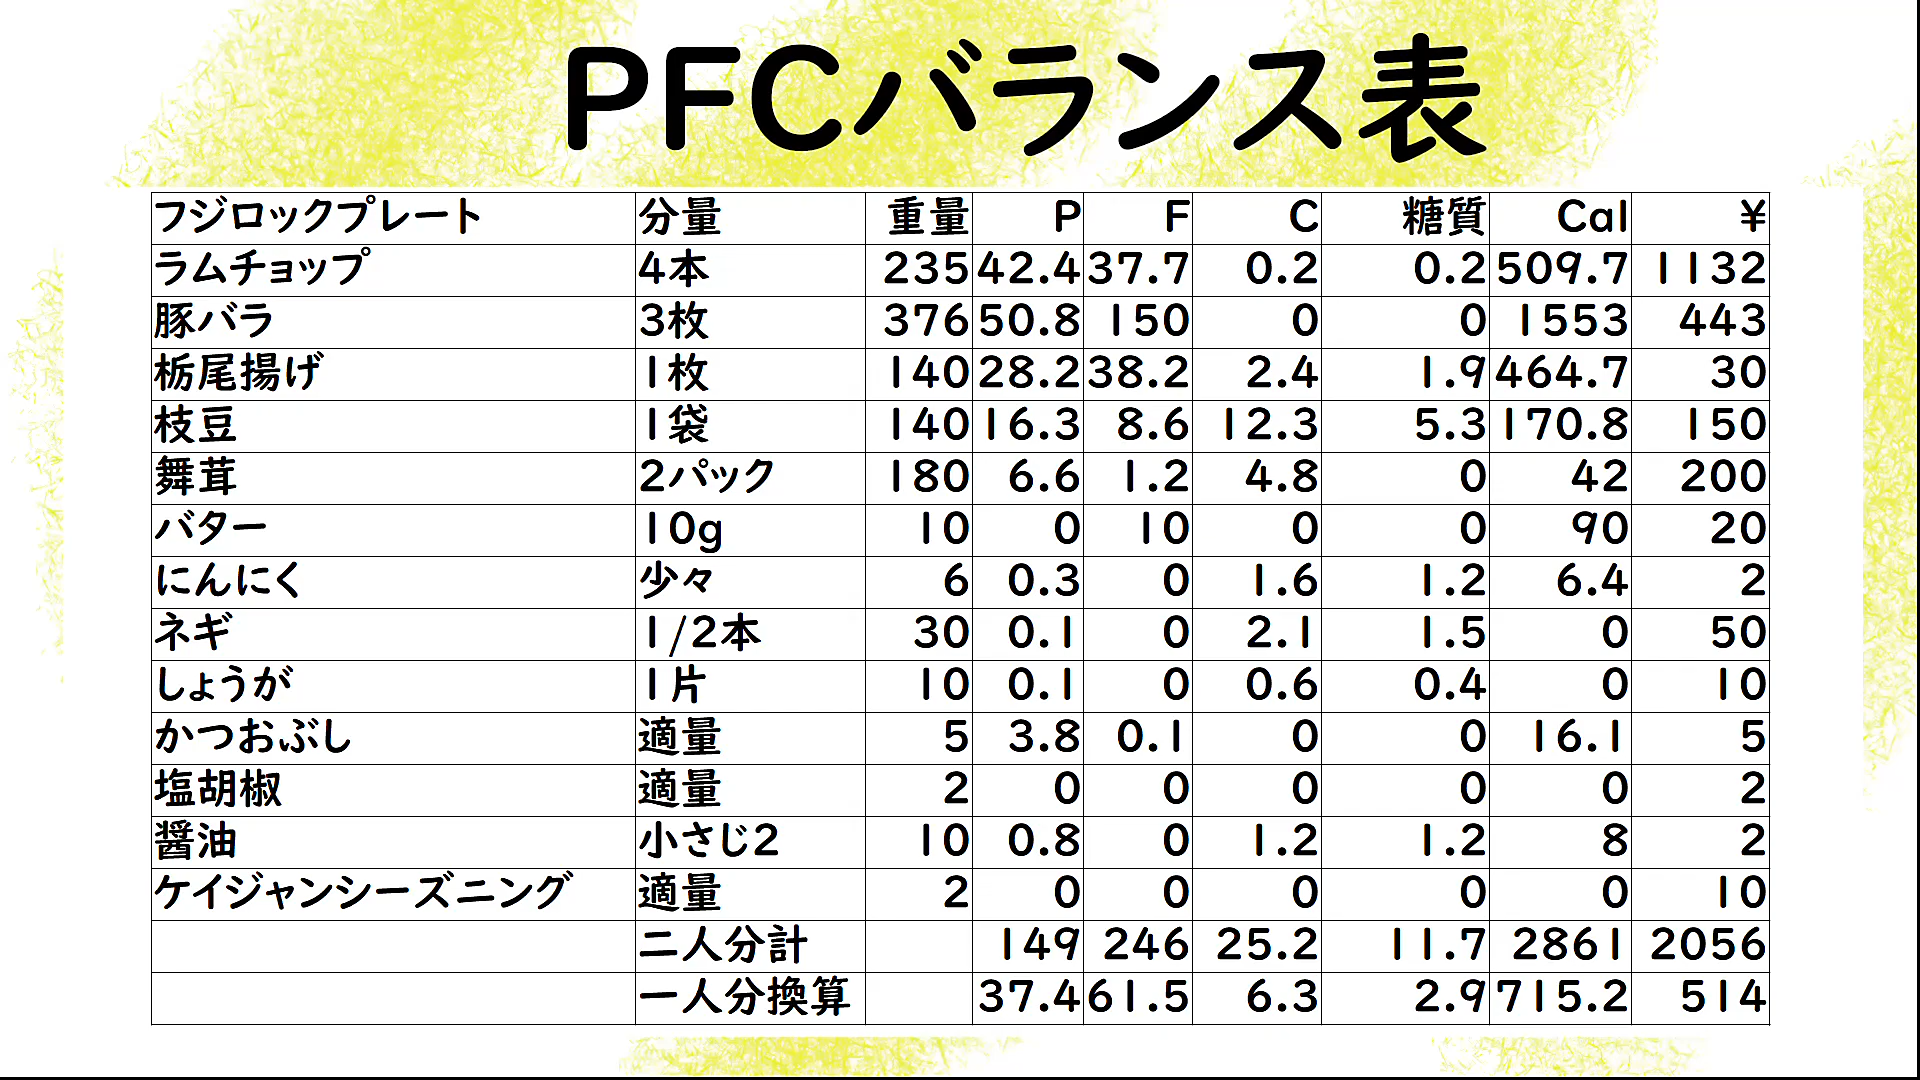 PFCバランス表
フジロックプレート 分量 重量 P F C 糖質 Cal ¥
ラムチョップ 4本 235 42.4 37.7 0.2 0.2 509.7 1132
豚バラ 3枚 376 50.8 150 0 0 1553 443
栃尾揚げ 1枚 140 28.2 38.2 2.4 1.9 464.7 30
枝豆 1袋 140 16.3 8.6 12.3 5.3 170.8 150
舞茸 2パック 180 6.6 1.2 4.8 0 42 200
バター 10g 10 0 10 0 0 90 20
にんにく 少々 6 0.3 0 1.6 1.2 6.4 2
ネギ 1/2本 30 0.1 0 2.1 1.5 0 50
しょうが 1片 10 0.1 0 0.6 0.4 0 10
かつおぶし 適量 5 3.8 0.1 0 0 16.1 5
塩胡椒 適量 2 0 0 0 0 0 2
醤油 小さじ2 10 0.8 0 1.2 1.2 8 2
ケイジャンシーズニング 適量 2 0 0 0 0 0 10
二人分計 149 246 25.2 11.7 2861 2056
一人分換算 37.4 61.5 6.3 2.9 715.2 514